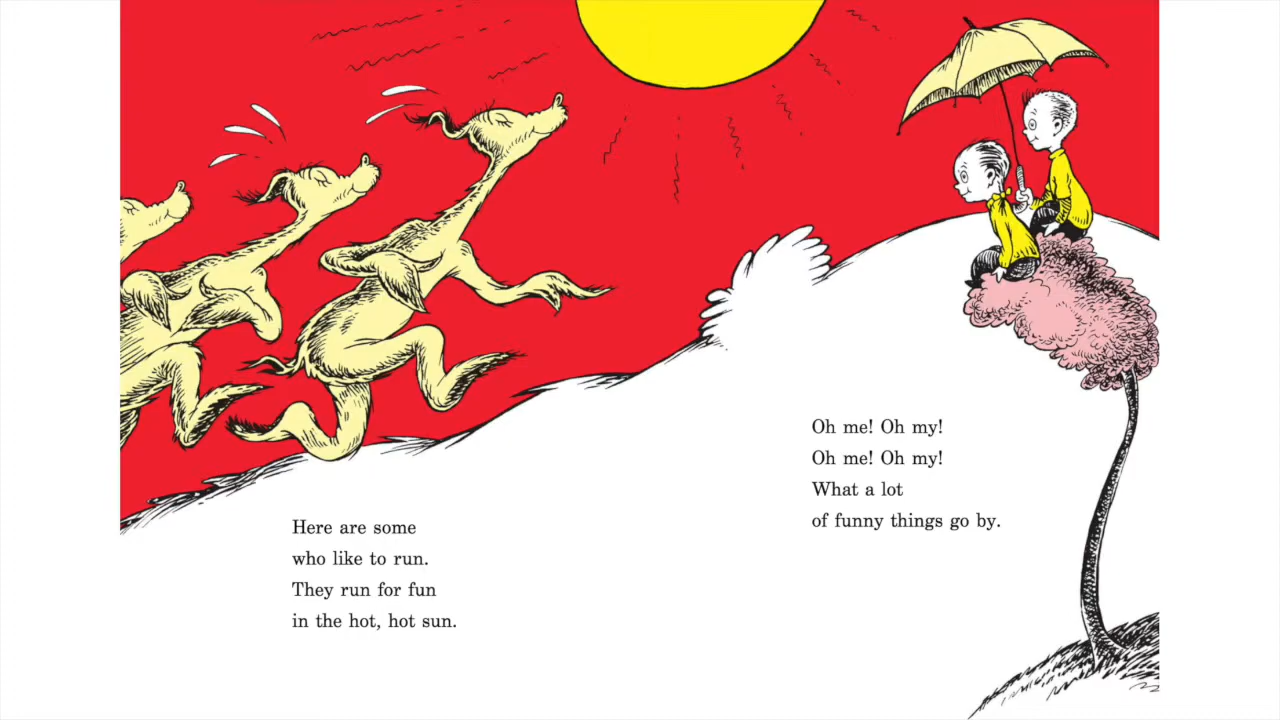 Here are some
who like to run.
They run for fun
in the hot, hot sun.
Oh me! Oh my!
Oh me! Oh my!
What a lot
of funny things go by.